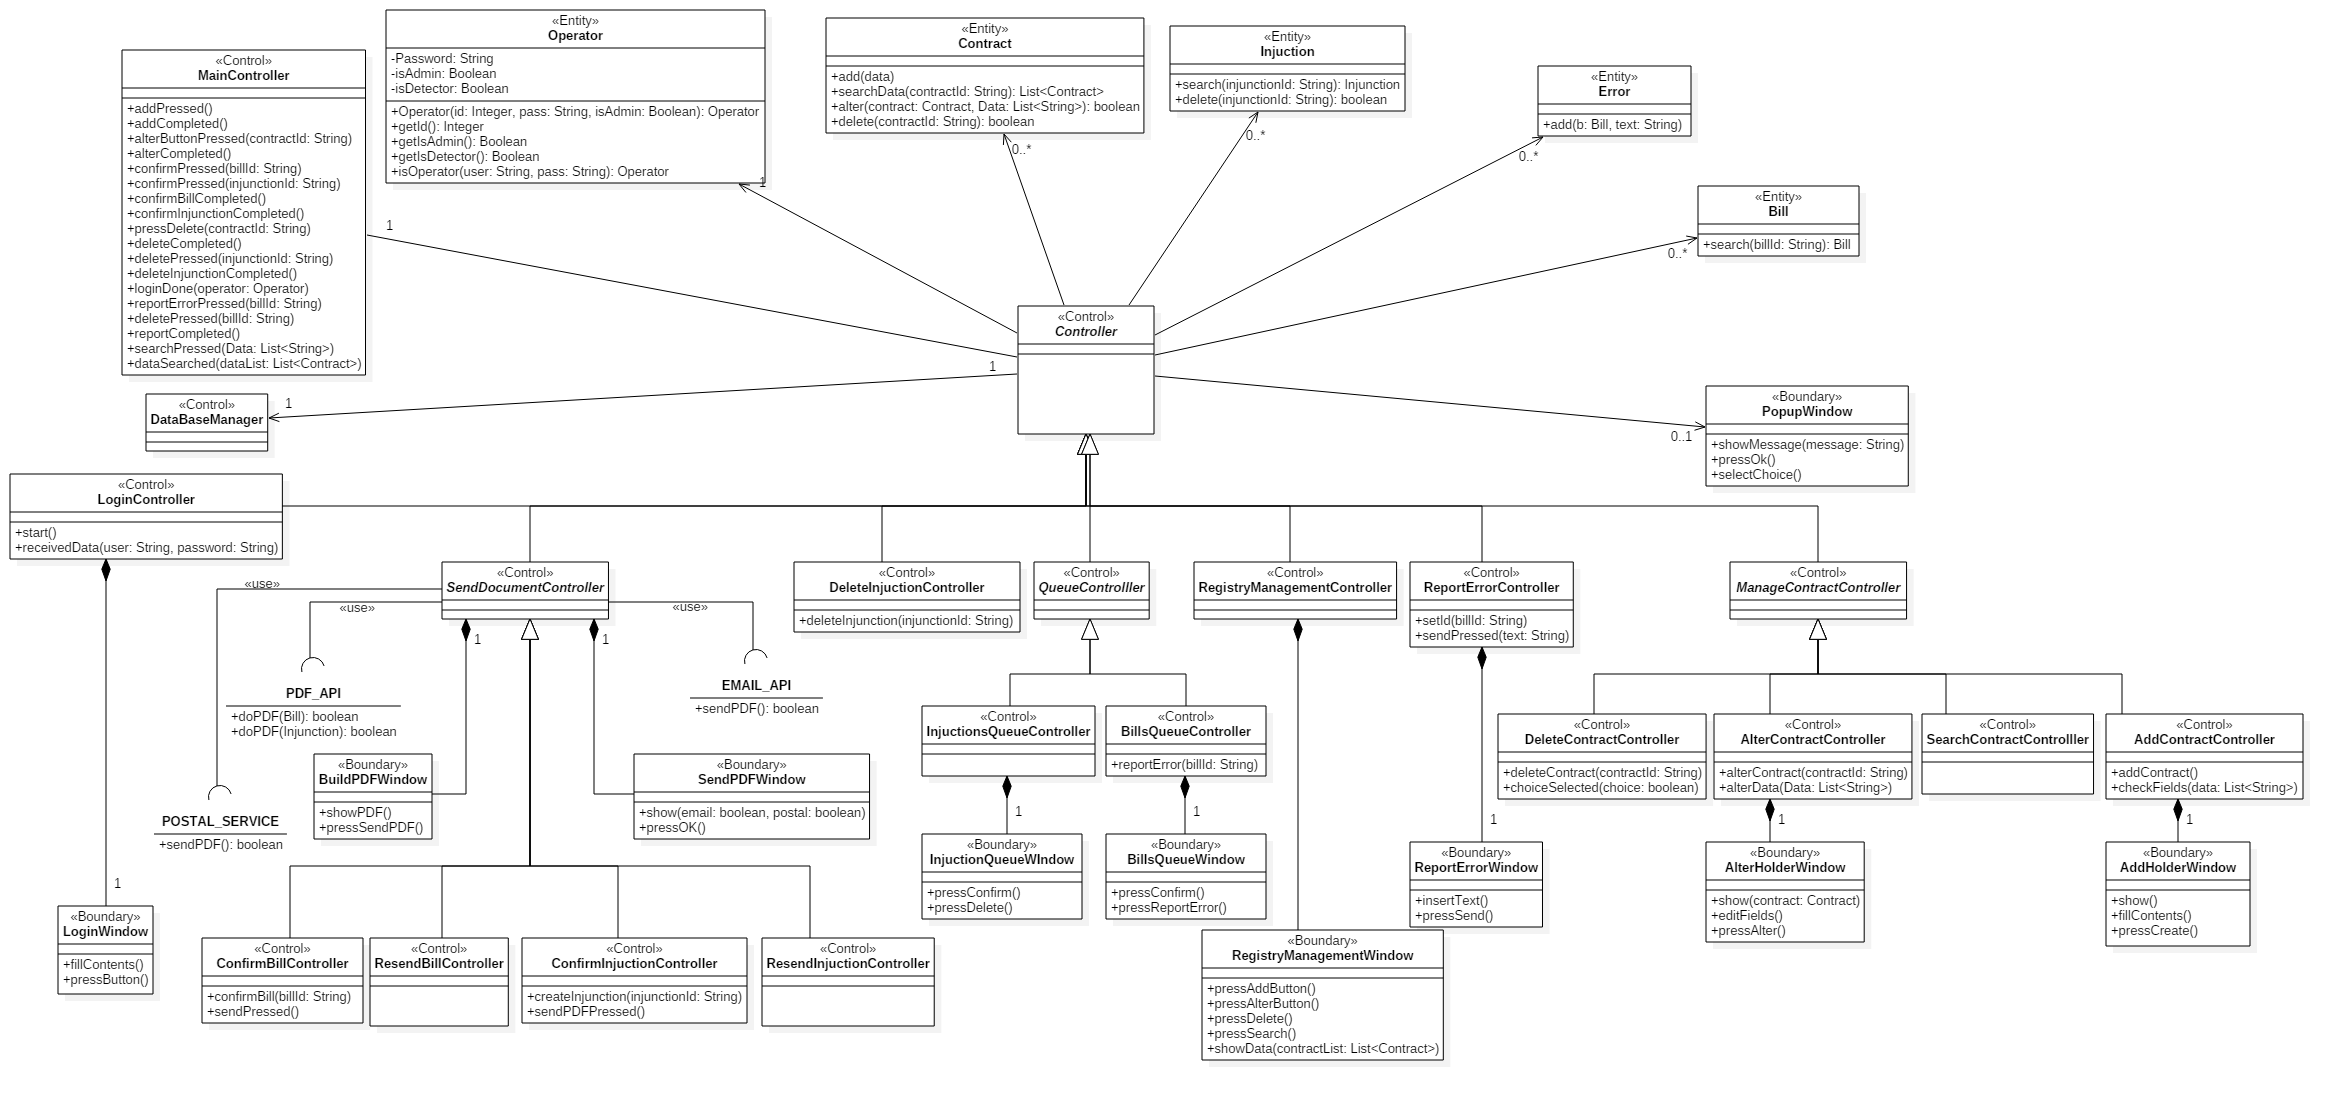 «Control»
MainController
+addPressed()
+addCompleted()
+alterButtonPressed(contractId: String)
+alterCompleted()
+confirmPressed(billId: String)
+confirmPressed(injunctionId: String)
+confirmBillCompleted()
+confirmInjunctionCompleted()
+pressDelete(contractId: String)
+deleteCompleted()
+deletePressed(injunctionId: String)
+deleteInjunctionCompleted()
+loginDone(operator: Operator)
+reportErrorPressed(billId: String)
+deletePressed(billId: String)
+reportCompleted()
+searchPressed(Data: List<String>)
+dataSearched(dataList: List<Contract>)
«Entity»
Operator
-Password: String
-isAdmin: Boolean
-isDetector: Boolean
+Operator(id: Integer, pass: String, isAdmin: Boolean): Operator
+getId(): Integer
+getIsAdmin(): Boolean
+getIsDetector(): Boolean
+isOperator(user: String, pass: String): Operator
1
«Entity»
Contract
+add(data)
+searchData(contractId: String): List<Contract>
+alter(contract: Contract, Data: List<String>): boolean
+delete(contractId: String): boolean
0..*
«Entity»
Injuction
+search(injunctionId: String): Injunction
+delete(injunctionId: String): boolean
0..*
«Entity»
Error
+add(b: Bill, text: String)
0..*
«Entity»
Bill
+search(billId: String): Bill
0..*
1
«Control»
Controller
1
«Control»
DataBaseManager
1
«Boundary»
PopupWindow
+showMessage(message: String)
+pressOk()
+selectChoice()
0..1
«Control»
LoginController
+start()
+receivedData(user: String, password: String)
«use»
«use»
«use»
«Control»
SendDocumentController
1
1
«Control»
DeleteInjuctionController
+deleteInjunction(injunctionId: String)
«Control»
QueueControlller
«Control»
RegistryManagementController
«Control»
ReportErrorController
+setId(billId: String)
+sendPressed(text: String)
«Control»
ManageContractController
PDF_API
+doPDF(Bill): boolean
+doPDF(Injunction): boolean
EMAIL_API
+sendPDF(): boolean
POSTAL_SERVICE
+sendPDF(): boolean
«Boundary»
BuildPDFWindow
+showPDF()
+pressSendPDF()
«Boundary»
SendPDFWindow
+show(email: boolean, postal: boolean)
+pressOK()
«Control»
InjuctionsQueueController
1
«Control»
BillsQueueController
+reportError(billId: String)
1
«Control»
DeleteContractController
+deleteContract(contractId: String)
+choiceSelected(choice: boolean)
«Control»
AlterContractController
+alterContract(contractId: String)
+alterData(Data: List<String>)
1
«Control»
SearchContractControlller
«Control»
AddContractController
+addContract()
+checkFields(data: List<String>)
1
«Boundary»
InjuctionQueueWIndow
+pressConfirm()
+pressDelete()
«Boundary»
BillsQueueWindow
+pressConfirm()
+pressReportError()
1
«Boundary»
ReportErrorWindow
+insertText()
+pressSend()
«Boundary»
AlterHolderWindow
+show(contract: Contract)
+editFields()
+pressAlter()
«Boundary»
AddHolderWindow
+show()
+fillContents()
+pressCreate()
1
«Boundary»
LoginWindow
+fillContents()
+pressButton()
«Control»
ConfirmBillController
+confirmBill(billId: String)
+sendPressed()
«Control»
ResendBillController
«Control»
ConfirmInjuctionController
+createInjunction(injunctionId: String)
+sendPDFPressed()
«Control»
ResendInjuctionController
«Boundary»
RegistryManagementWindow
+pressAddButton()
+pressAlterButton()
+pressDelete()
+pressSearch()
+showData(contractList: List<Contract>)